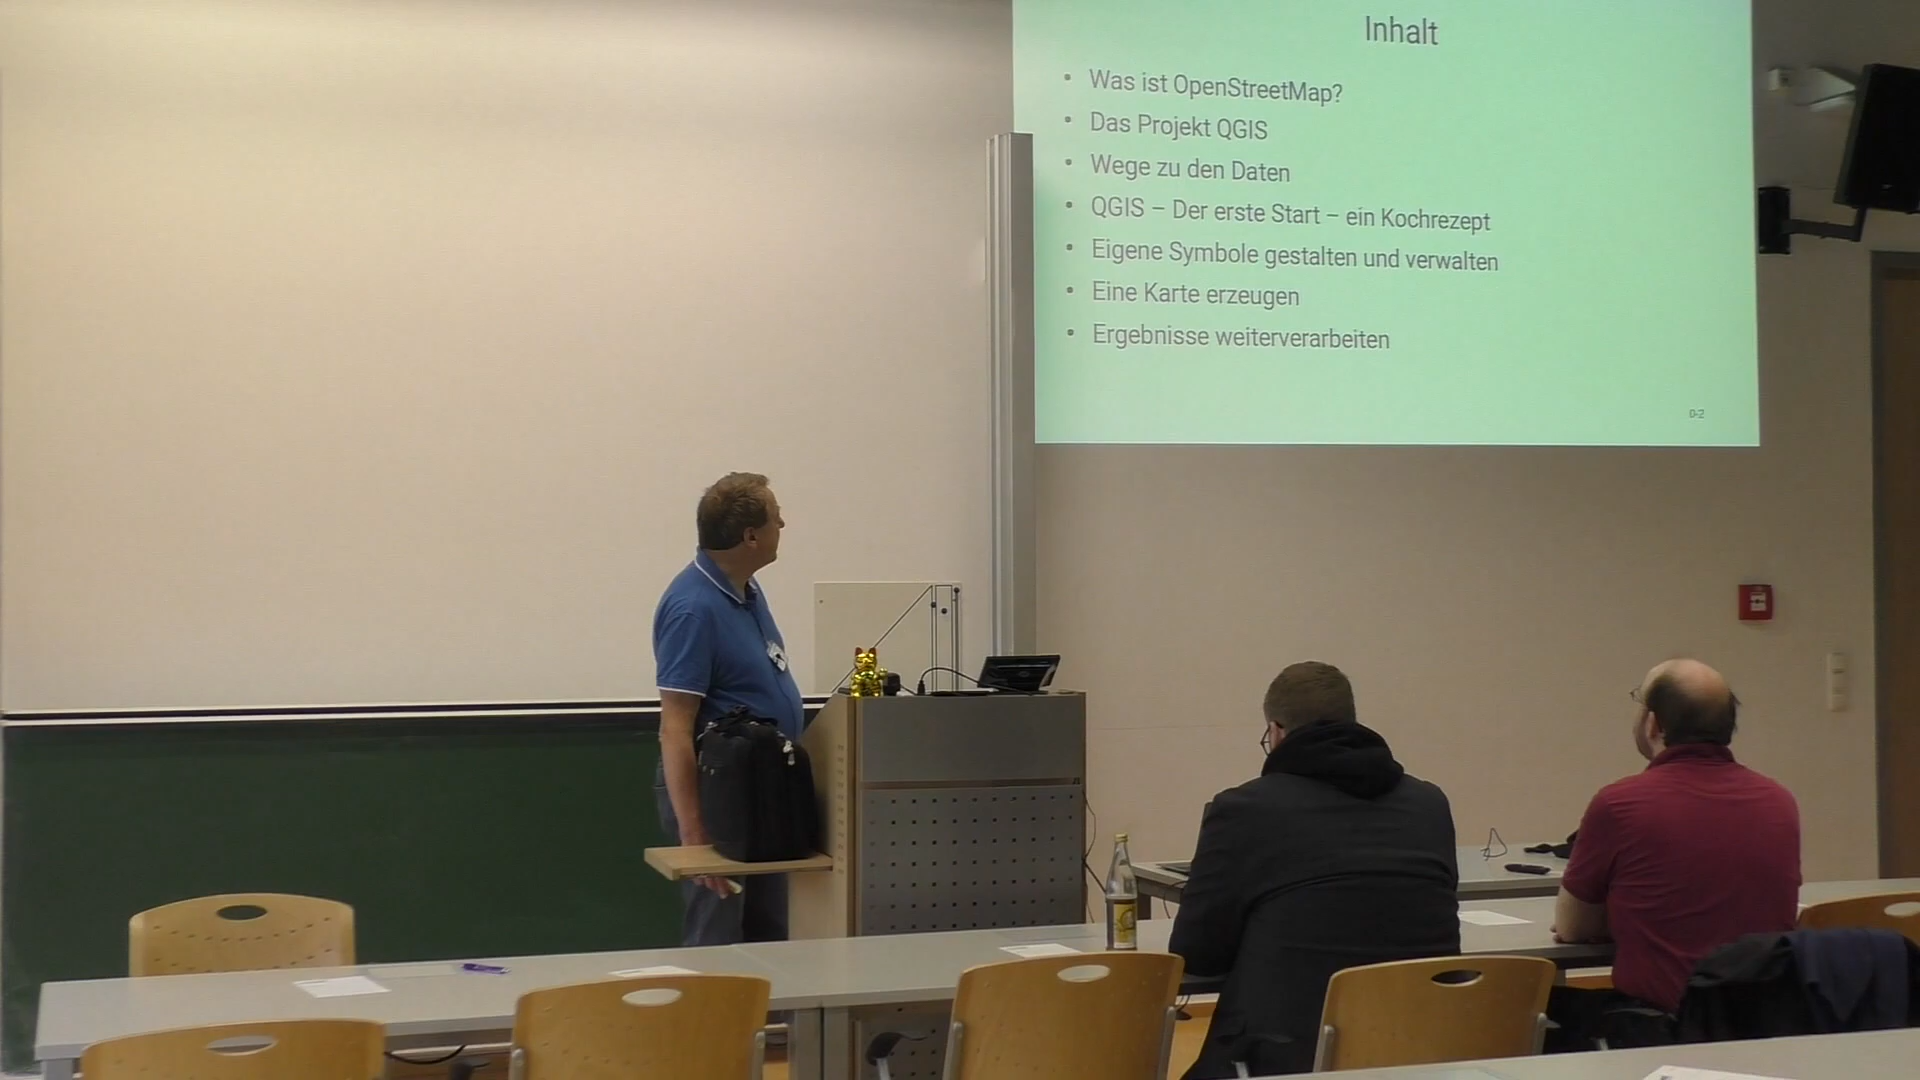 Inhalt
• Was ist OpenStreetMap?
• Das Projekt QGIS
• Wege zu den Daten
• QGIS – Der erste Start – ein Kochrezept
• Eigene Symbole gestalten und verwalten
• Eine Karte erzeugen
• Ergebnisse weiterverarbeiten
0-2